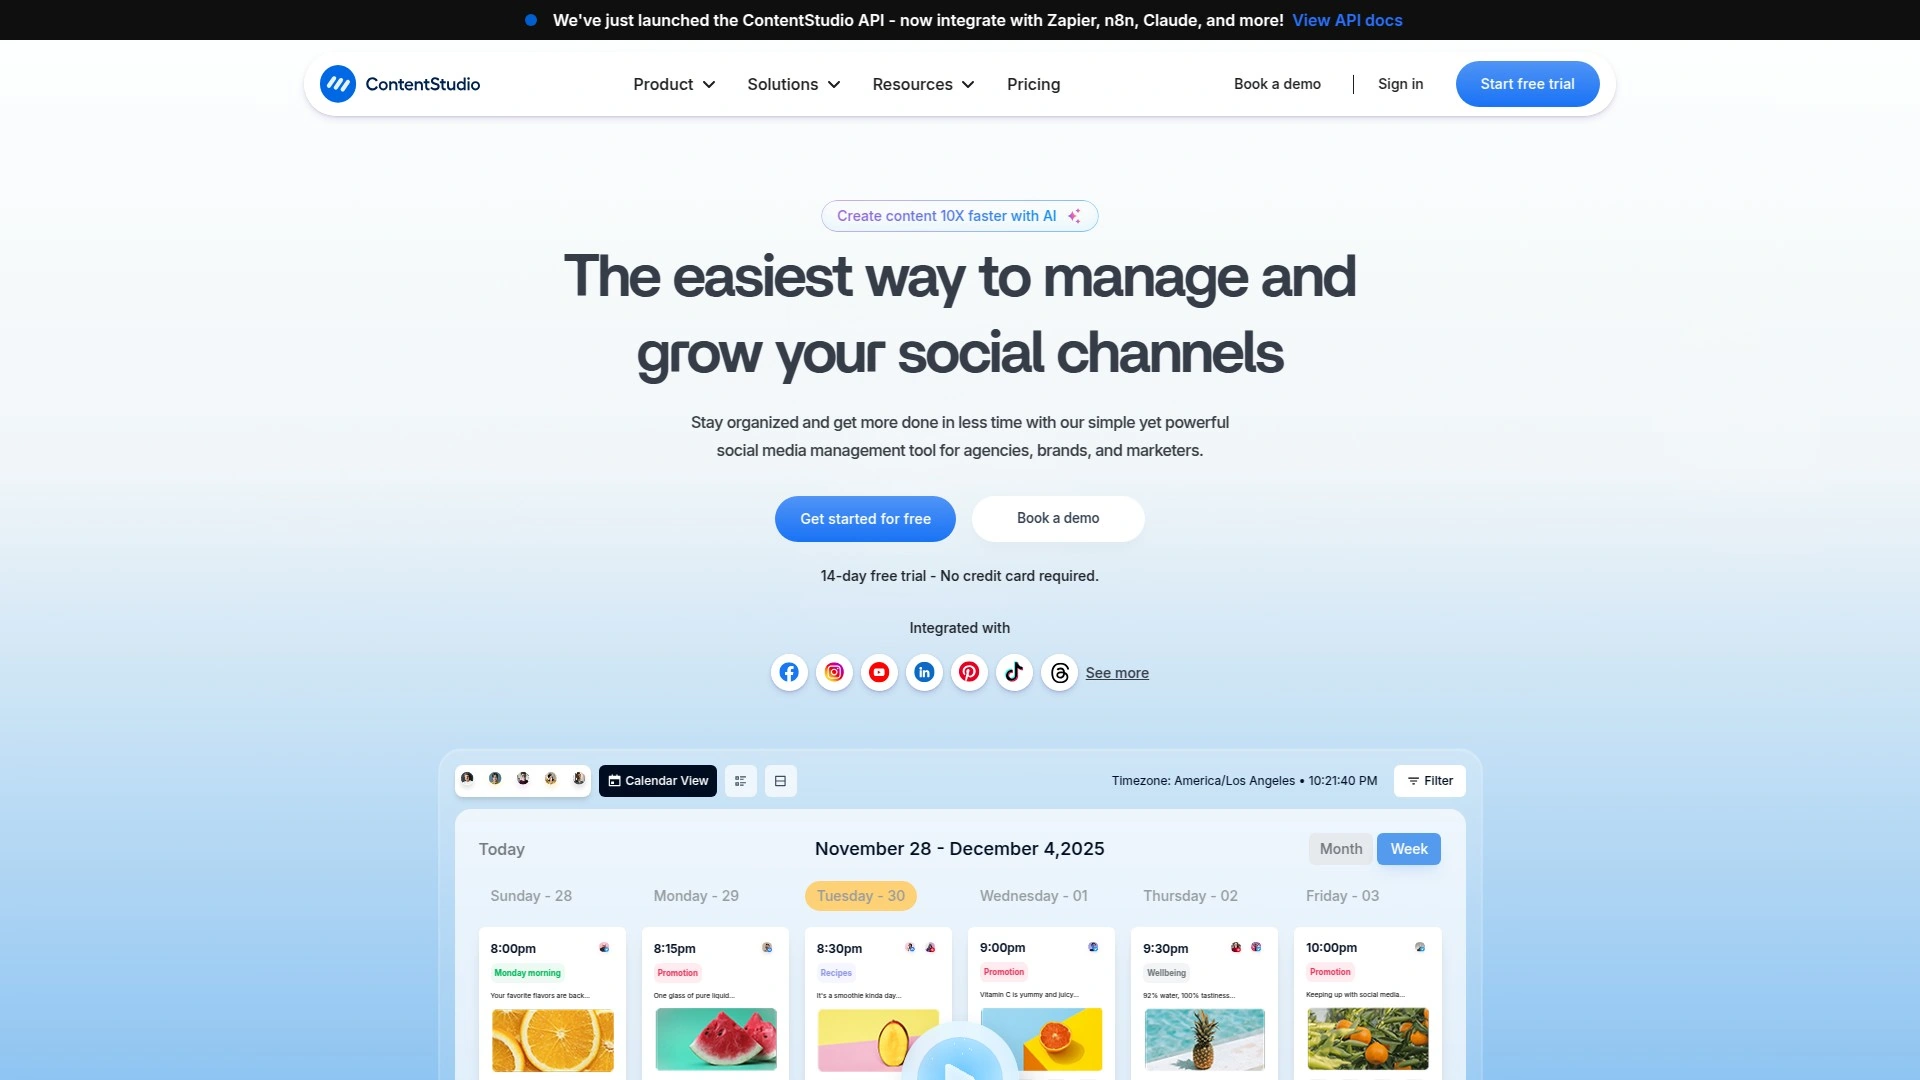 We've just launched the ContentStudio API - now integrate with Zapier, n8n, Claude, and more! View API docs
ContentStudio
Product
Solutions
Resources
Pricing
Book a demo
Sign in
Start free trial
Create content 10X faster with AI
The easiest way to manage and
grow your social channels
Stay organized and get more done in less time with our simple yet powerful
social media management tool for agencies, brands, and marketers.
Get started for free
Book a demo
14-day free trial - No credit card required.
Integrated with
See more
Calendar View
Timezone: America/Los Angeles • 10:21:40 PM
Filter
Today
November 28 - December 4,2025
Month
Week
Sunday - 28
Monday - 29
Tuesday - 30
Wednesday - 01
Thursday - 02
Friday - 03
8:00pm
Monday morning
Your favorite flavors are back...
8:15pm
Promotion
One glass of pure liquid...
8:30pm
Recipes
It's a smoothie kinda day...
9:00pm
Promotion
Vitamin C is yummy and juicy...
9:30pm
Wellbeing
92% water, 100% tastiness...
10:00pm
Promotion
Keeping up with social media...